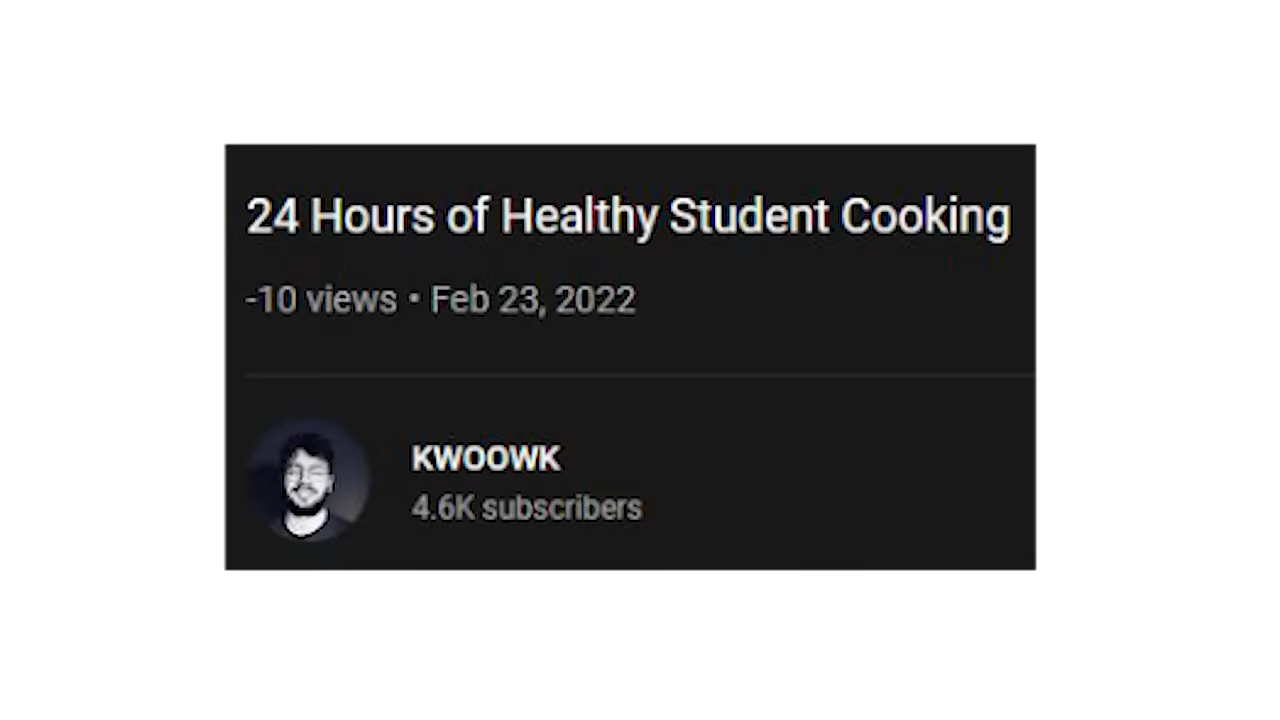 24 Hours of Healthy Student Cooking
-10 views • Feb 23, 2022
KWOOWK
4.6K subscribers